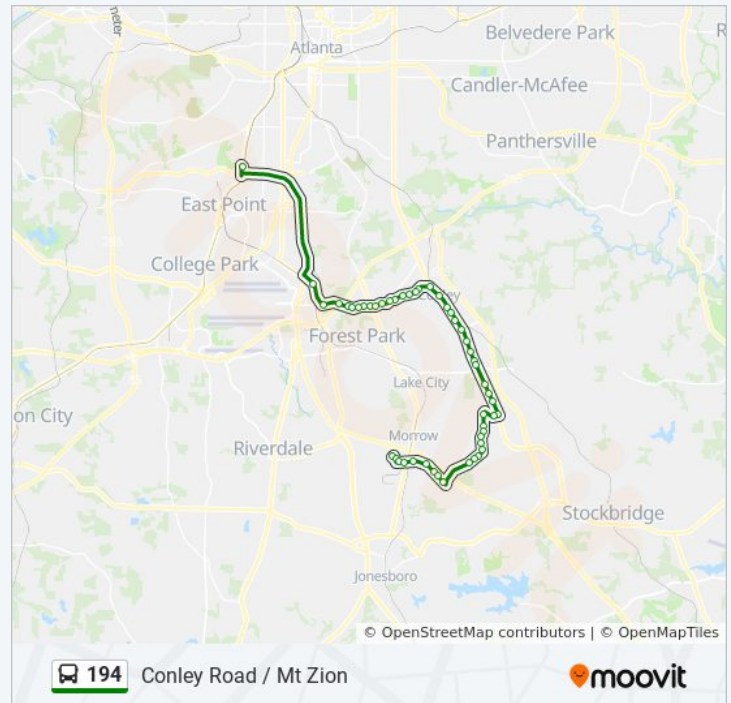 meter
Belvedere Park
R
Atlanta
Candler-McAfee
Panthersville
East Point
College Park
Forest Park
Lake City
on City
Morrow
Riverdale
Stockbridge
Jonesboro
© OpenStreetMap contributors | © OpenMapTiles
194 Conley Road / Mt Zion
moovit